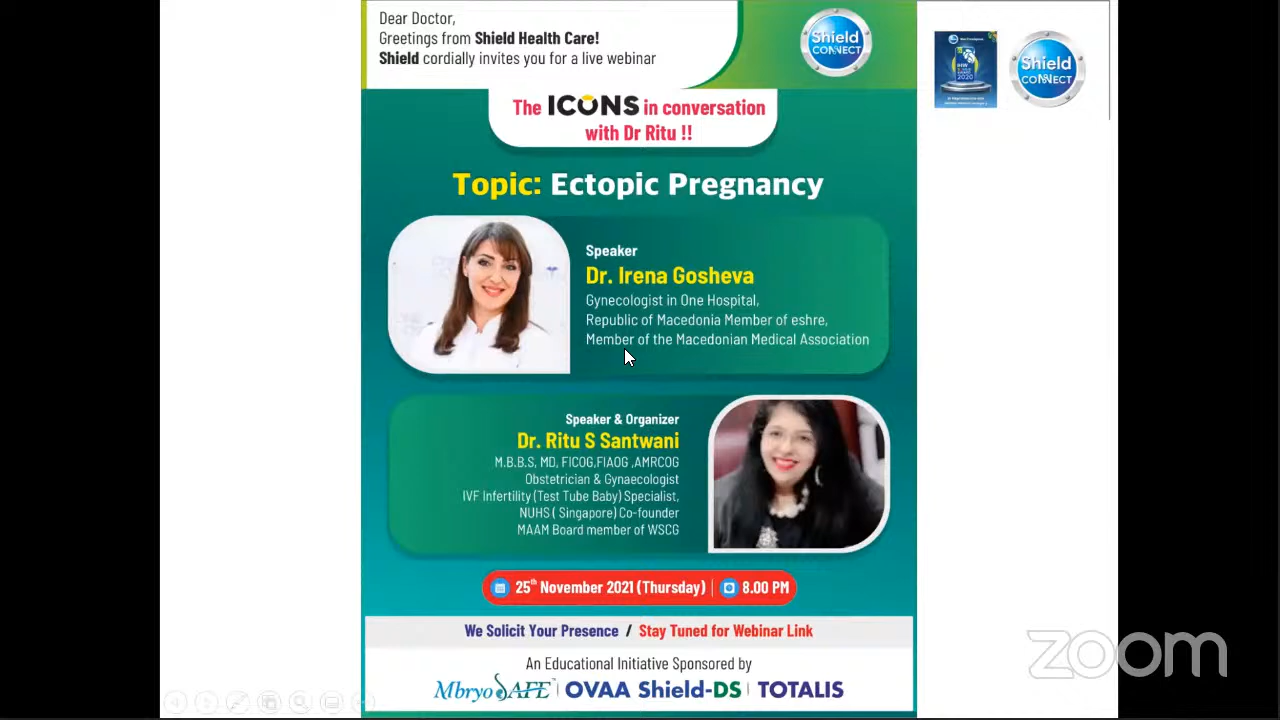 Dear Doctor,
Greetings from Shield Health Care!
Shield cordially invites you for a live webinar
Shield
CONNECT
The ICONS in conversation
with Dr Ritu !!
Topic: Ectopic Pregnancy
Speaker
Dr. Irena Gosheva
Gynecologist in One Hospital,
Republic of Macedonia Member of eshre,
Member of the Macedonian Medical Association
Speaker & Organizer
Dr. Ritu S Santwani
M.B.B.S, MD, FICOG,FIAOG ,AMRCOG
Obstetrician & Gynaecologist
IVF Infertility (Test Tube Baby) Specialist,
NUHS ( Singapore) Co-founder
MAAM Board member of WSCG
25th November 2021 (Thursday) | 8.00 PM
We Solicit Your Presence / Stay Tuned for Webinar Link
An Educational Initiative Sponsored by
MbryoSAFE™ | OVAA Shield-DS | TOTALIS
2020
Shield
CONNECT
zoom